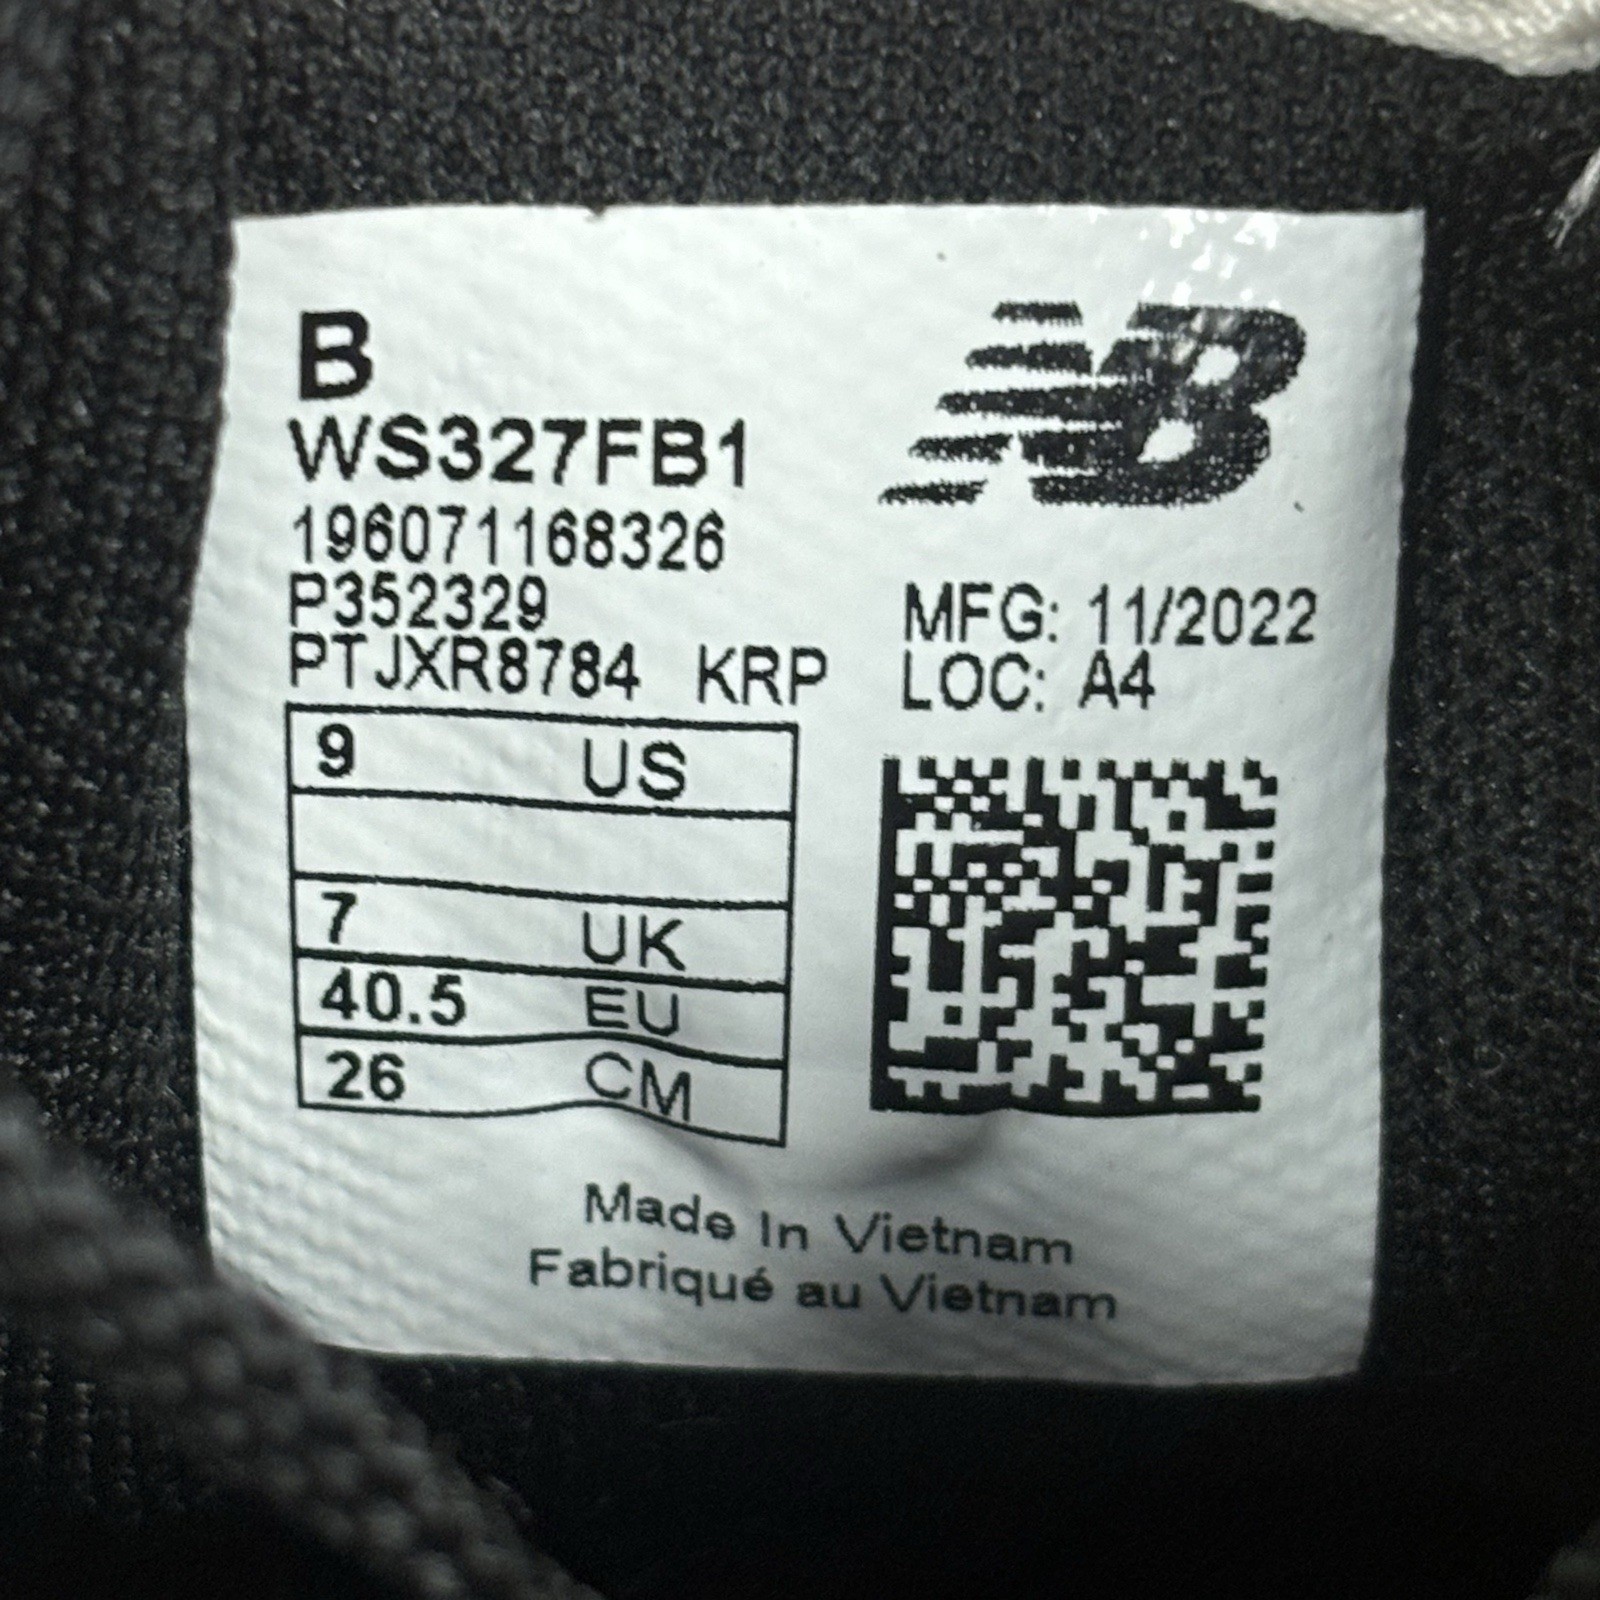 B
NB
WS327FB1
196071168326
P352329
PTJXR8784 KRP
MFG: 11/2022
LOC: A4
9 US
7 UK
40.5 EU
26 CM
Made In Vietnam
Fabriqué au Vietnam